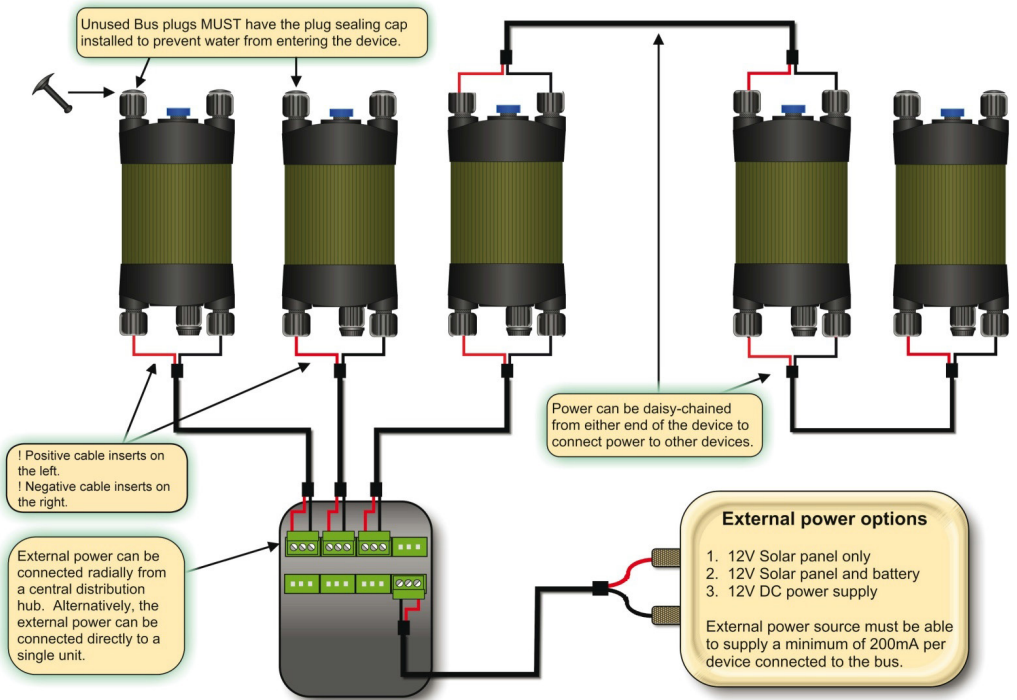 Unused Bus plugs MUST have the plug sealing cap
installed to prevent water from entering the device.
Power can be daisy-chained
from either end of the device to
connect power to other devices.
! Positive cable inserts on
the left.
! Negative cable inserts on
the right.
External power can be
connected radially from
a central distribution
hub. Alternatively, the
external power can be
connected directly to a
single unit.
External power options
1. 12V Solar panel only
2. 12V Solar panel and battery
3. 12V DC power supply
External power source must be able
to supply a minimum of 200mA per
device connected to the bus.